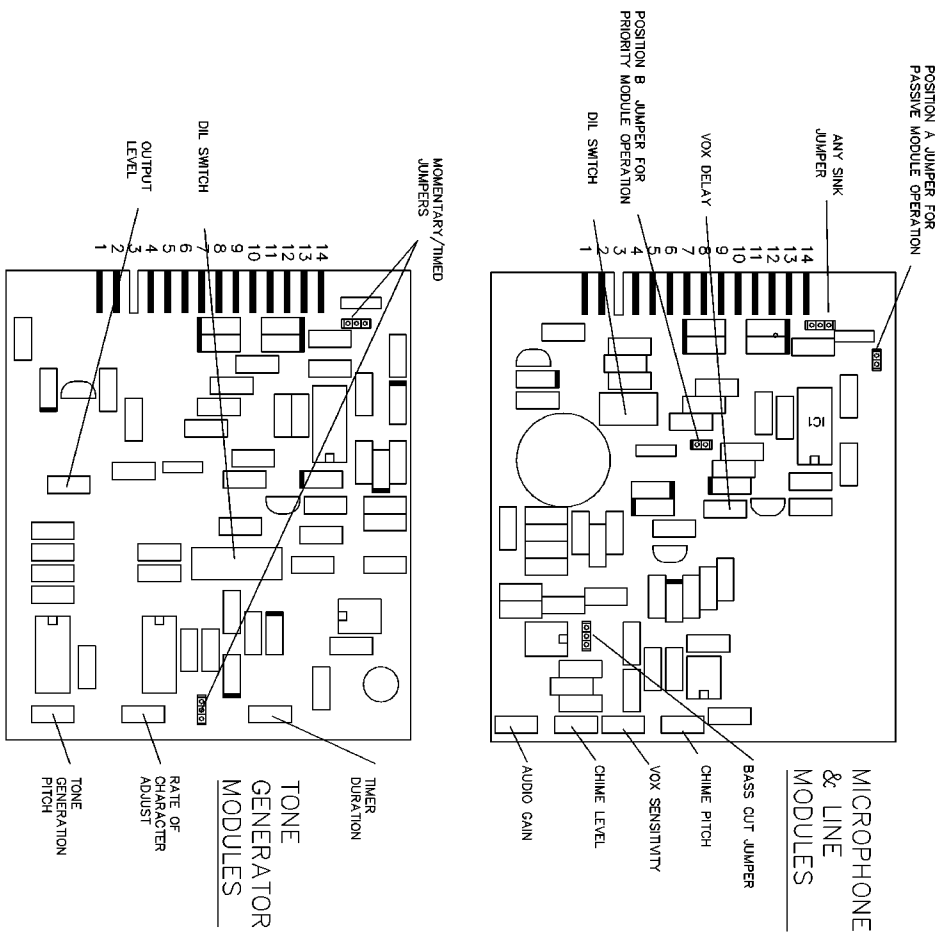 POSITION A JUMPER FOR
PASSIVE MODULE OPERATION
ANY SINK
JUMPER
VOX DELAY
POSITION B JUMPER FOR
PRIORITY MODULE OPERATION
DIL SWITCH
1
2
3
4
5
6
7
8
9
10
11
12
13
14
IC1
BASS CUT JUMPER
CHIME PITCH
VOX SENSITIVITY
CHIME LEVEL
AUDIO GAIN
MICROPHONE
& LINE
MODULES
MOMENTARY/TIMED
JUMPERS
DIL SWITCH
OUTPUT
LEVEL
1
2
3
4
5
6
7
8
9
10
11
12
13
14
TIMER
DURATION
RATE OF
CHARACTER
ADJUST
TONE
GENERATION
PITCH
TONE
GENERATOR
MODULES